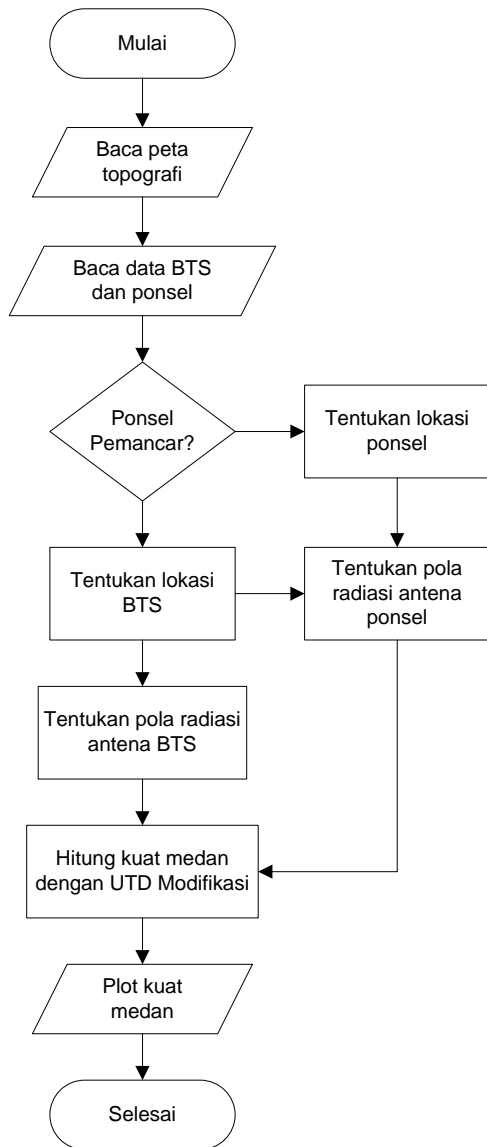 Mulai
Baca peta
topografi
Baca data BTS
dan ponsel
Ponsel
Pemancar?
Tentukan lokasi
ponsel
Tentukan lokasi
BTS
Tentukan pola
radiasi antena
ponsel
Tentukan pola radiasi
antena BTS
Hitung kuat medan
dengan UTD Modifikasi
Plot kuat
medan
Selesai